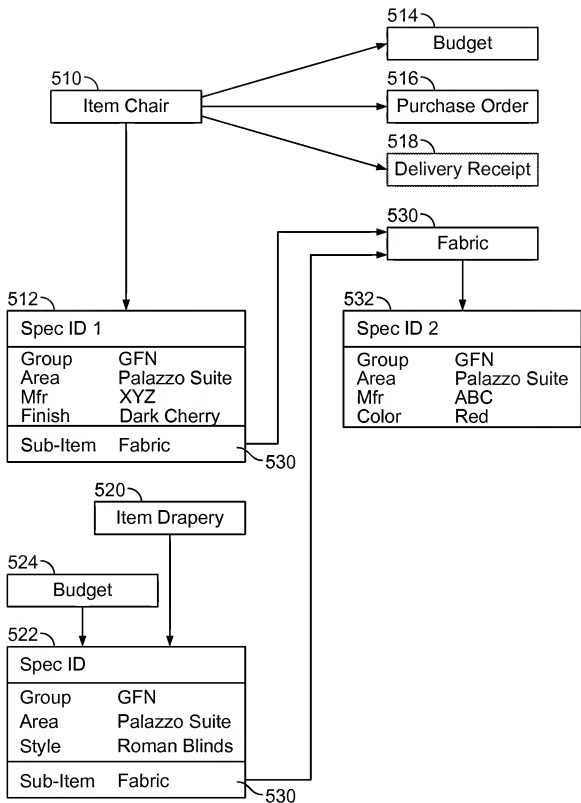 514
Budget
510
Item Chair
516
Purchase Order
518
Delivery Receipt
530
Fabric
512
Spec ID 1
Group GFN
Area Palazzo Suite
Mfr XYZ
Finish Dark Cherry
Sub-Item Fabric
530
532
Spec ID 2
Group GFN
Area Palazzo Suite
Mfr ABC
Color Red
520
Item Drapery
524
Budget
522
Spec ID
Group GFN
Area Palazzo Suite
Style Roman Blinds
Sub-Item Fabric
530